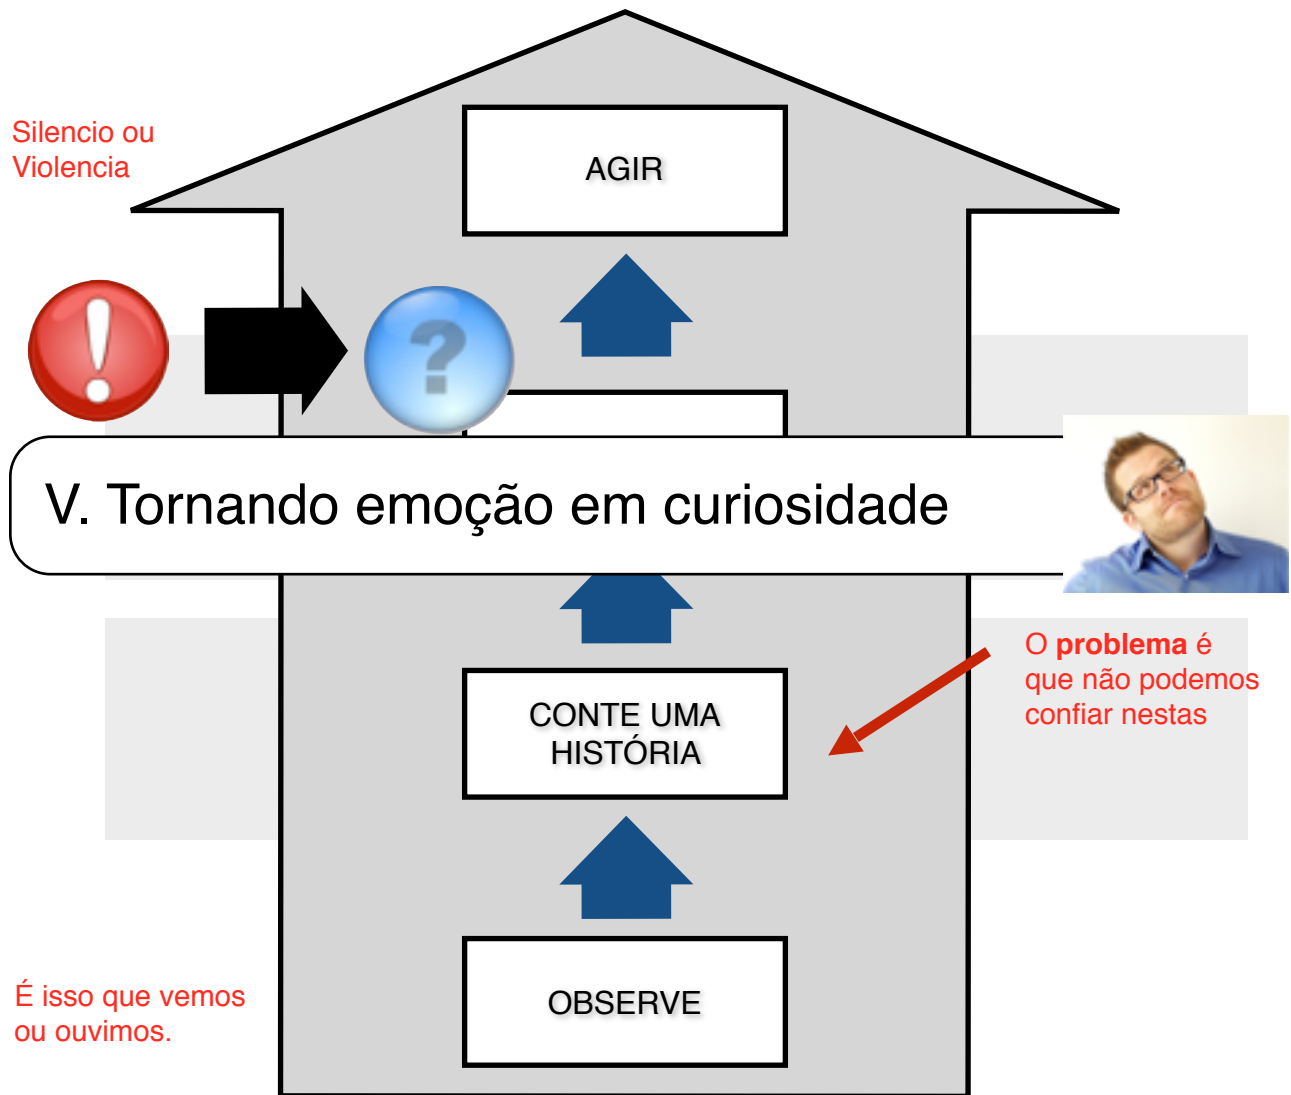 Silencio ou
Violencia
AGIR
!
?
V. Tornando emoção em curiosidade
O problema é
que não podemos
confiar nestas
CONTE UMA
HISTÓRIA
É isso que vemos
ou ouvimos.
OBSERVE